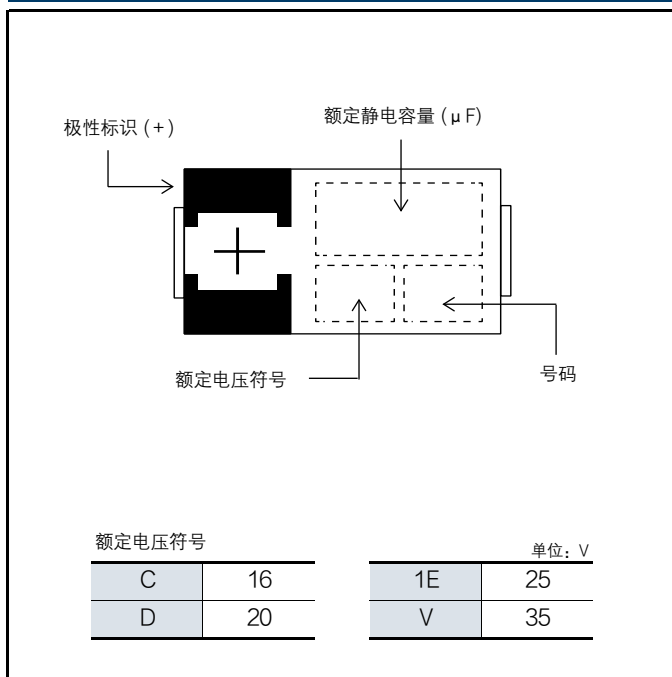 额定静电容量 (μF)
极性标识 (+)
+
额定电压符号
号码
额定电压符号
单位: V
C 16 1E 25
D 20 V 35